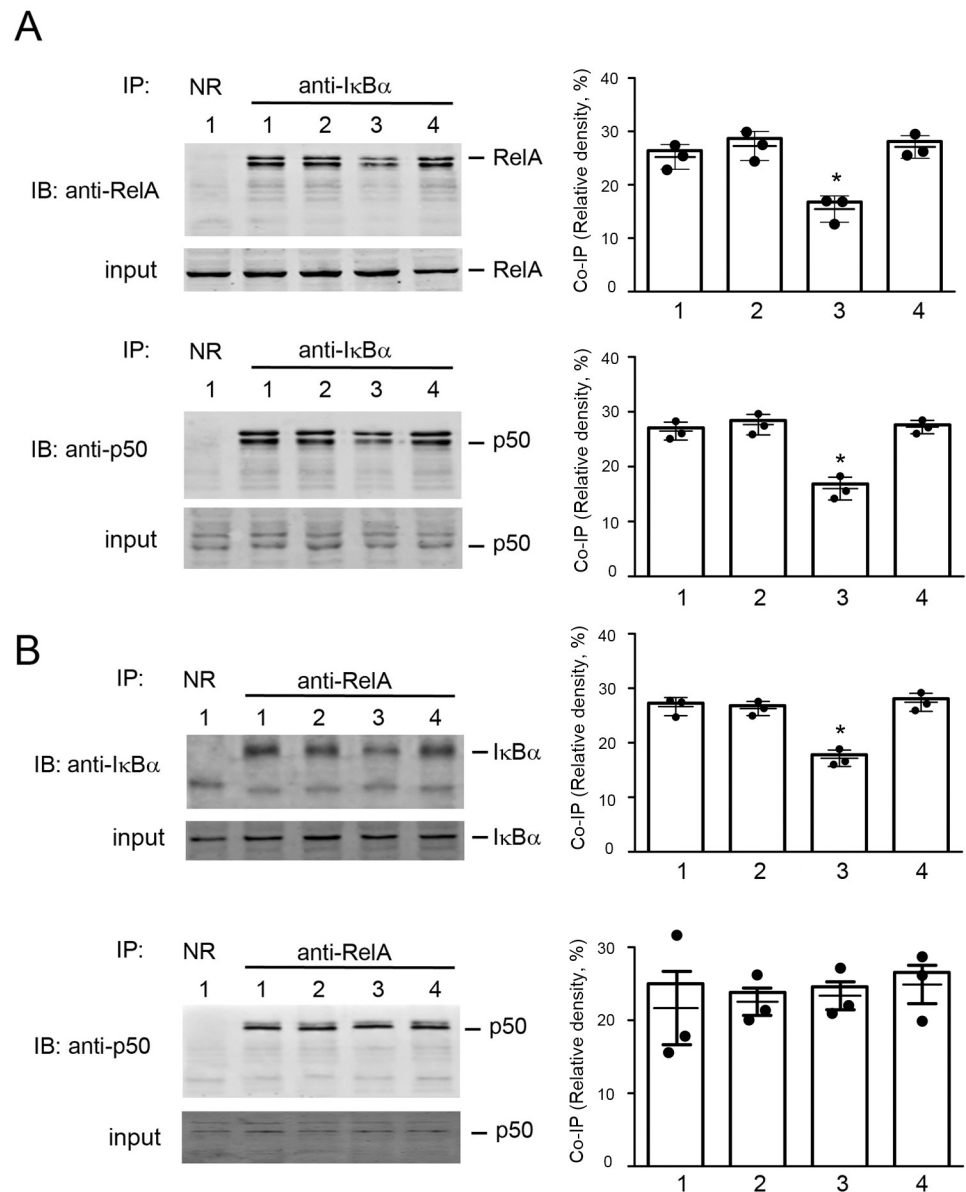 A
IP: NR anti-IκBα
1 1 2 3 4
IB: anti-RelA
RelA
input
RelA
Co-IP (Relative density, %)
40
30
20
10
0
*
1 2 3 4
IP: NR anti-IκBα
1 1 2 3 4
IB: anti-p50
p50
input
p50
Co-IP (Relative density, %)
40
30
20
10
0
*
1 2 3 4
B
IP: NR anti-RelA
1 1 2 3 4
IB: anti-IκBα
IκBα
input
IκBα
Co-IP (Relative density, %)
40
30
20
10
0
*
1 2 3 4
IP: NR anti-RelA
1 1 2 3 4
IB: anti-p50
p50
input
p50
Co-IP (Relative density, %)
30
20
10
0
1 2 3 4